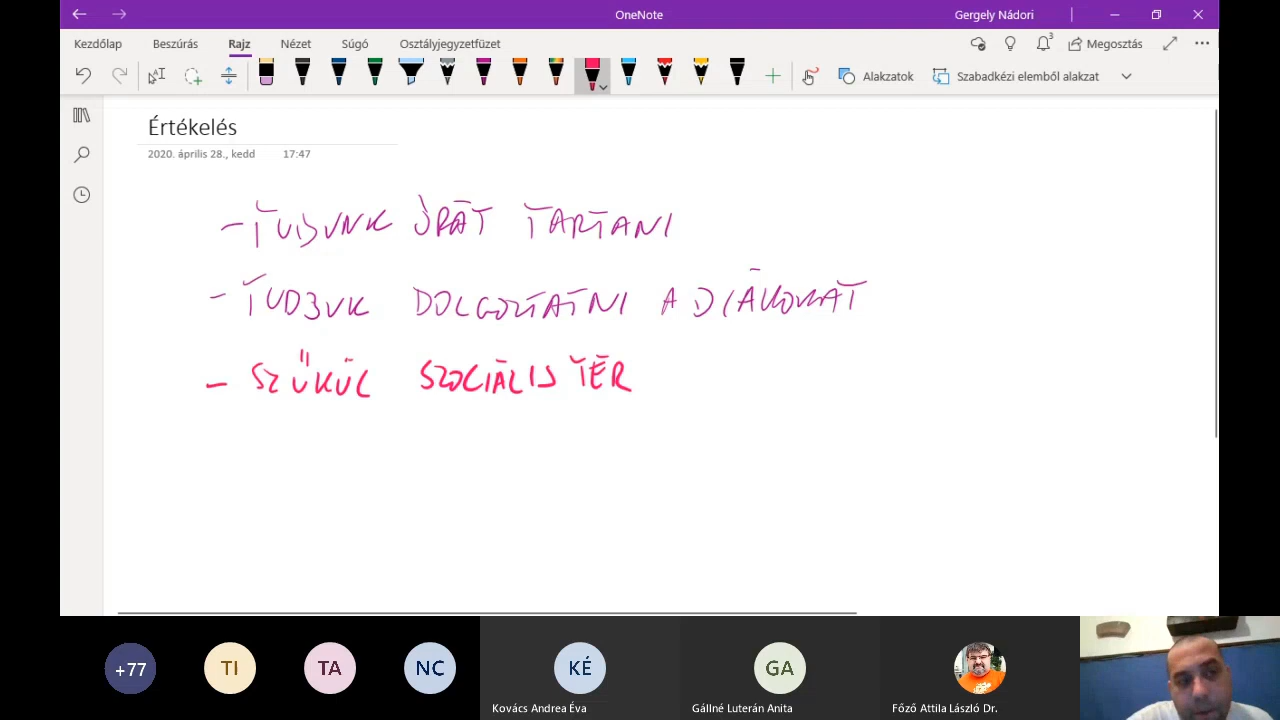 OneNote
Gergely Nádori
Kezdőlap Beszúrás Rajz Nézet Súgó Osztályjegyzetfüzet
3 Megosztás
Alakzatok Szabadkézi elemből alakzat
Értékelés
2020. április 28., kedd 17:47
- TUDJUNK ÓRÁT TARTANI
- TUDJUK DOLGOZTATNI A DIÁKOKAT
- SZŰKÜL SZOCIÁLIS TÉR
+77 TI TA NC KÉ GA
Kovács Andrea Éva Gállné Luterán Anita Főző Attila László Dr.